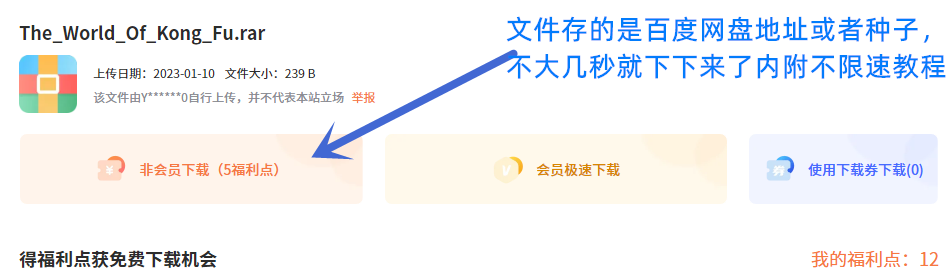 The_World_Of_Kong_Fu.rar
文件存的是百度网盘地址或者种子，
不大几秒就下下来了内附不限速教程
上传日期：2023-01-10 文件大小：239 B
该文件由Y******0自行上传，并不代表本站立场 举报
¥ 非会员下载（5福利点）
V 会员极速下载
券 使用下载券下载(0)
得福利点获免费下载机会
我的福利点：12